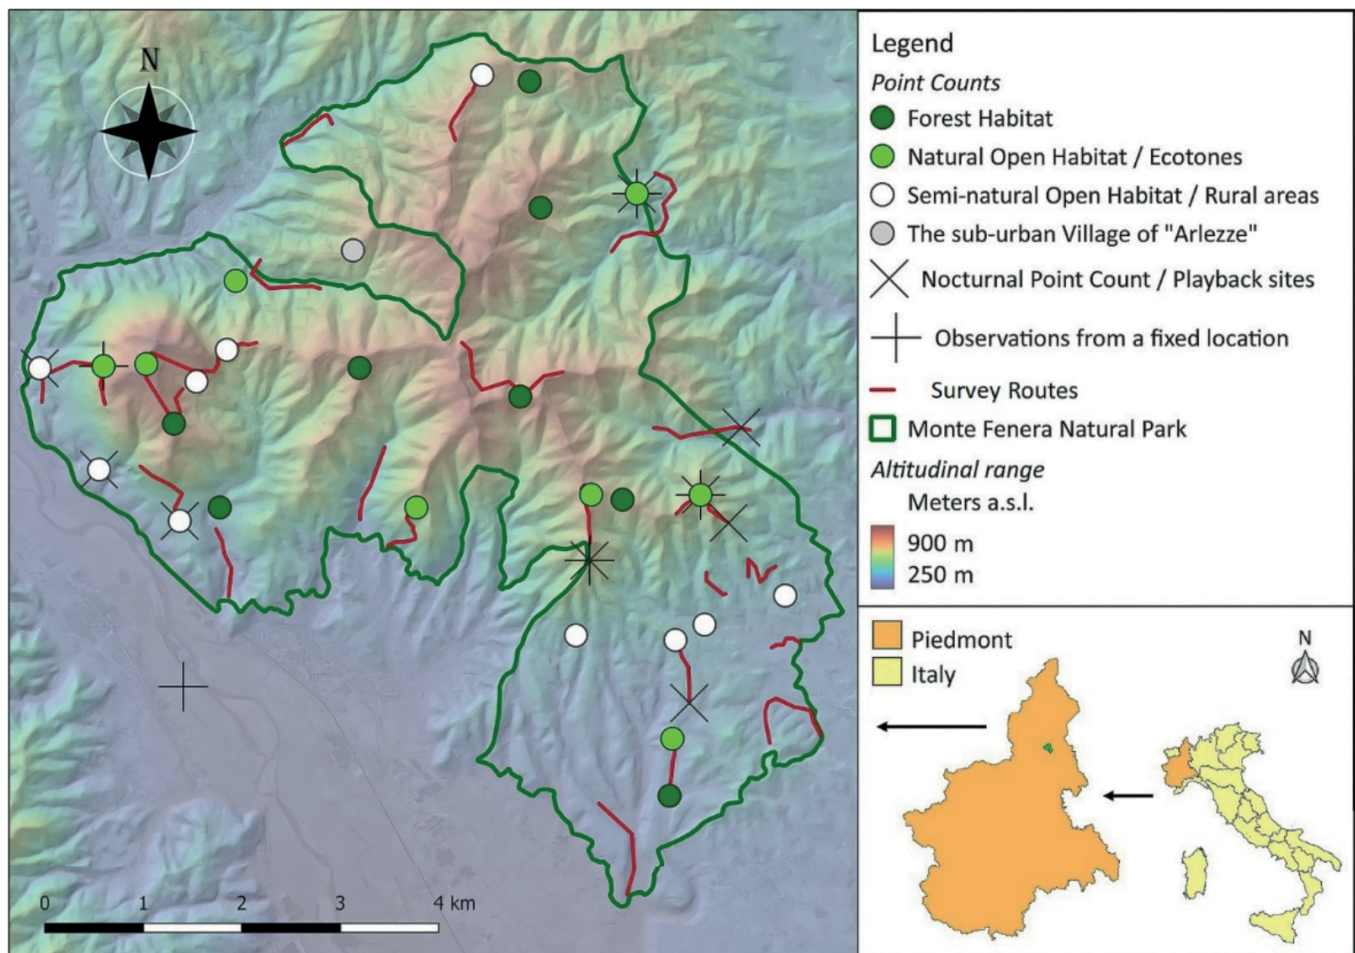 N
0 1 2 3 4 km
Legend
Point Counts
Forest Habitat
Natural Open Habitat / Ecotones
Semi-natural Open Habitat / Rural areas
The sub-urban Village of "Arlezze"
Nocturnal Point Count / Playback sites
Observations from a fixed location
Survey Routes
Monte Fenera Natural Park
Altitudinal range
Meters a.s.l.
900 m
250 m
Piedmont
Italy
N